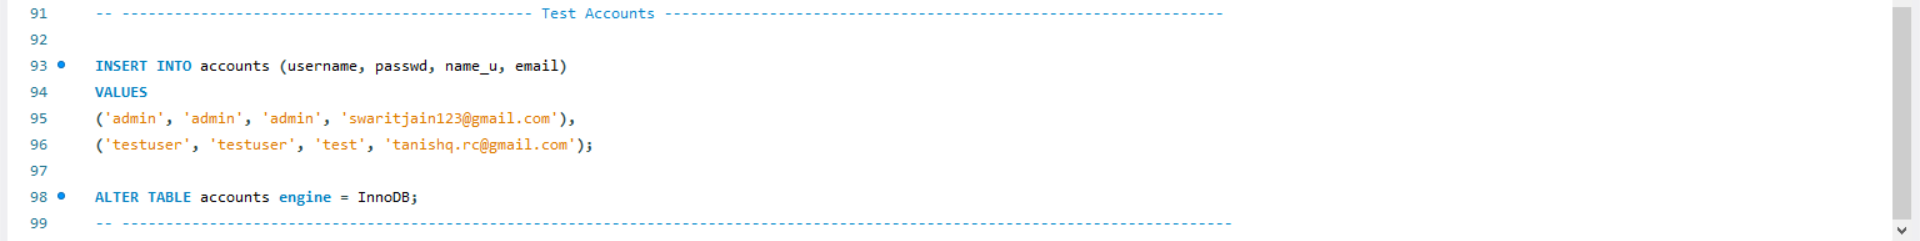 91 -- ----------------------------------------------- Test Accounts ----------------------------------------------------------------
92
93 INSERT INTO accounts (username, passwd, name_u, email)
94 VALUES
95 ('admin', 'admin', 'admin', 'swaritjain123@gmail.com'),
96 ('testuser', 'testuser', 'test', 'tanishq.rc@gmail.com');
97
98 ALTER TABLE accounts engine = InnoDB;
99 -- -------------------------------------------------------------------------------------------------------------------------------